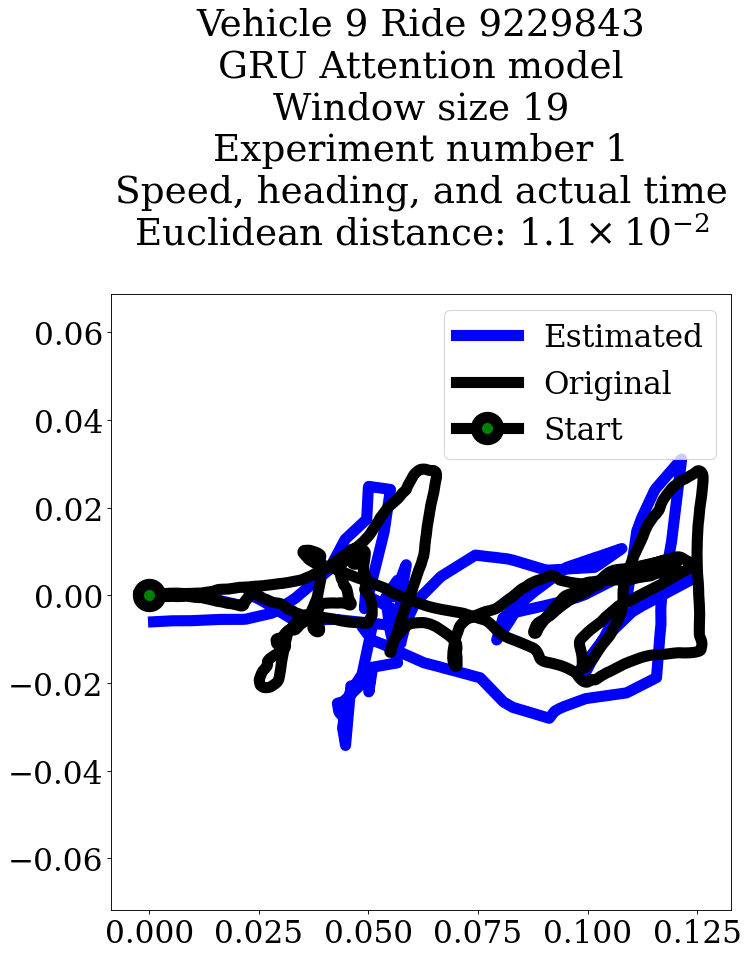 Vehicle 9 Ride 9229843
GRU Attention model
Window size 19
Experiment number 1
Speed, heading, and actual time
Euclidean distance: 1.1 × 10⁻²
Estimated
Original
Start
0.06
0.04
0.02
0.00
−0.02
−0.04
−0.06
0.000 0.025 0.050 0.075 0.100 0.125